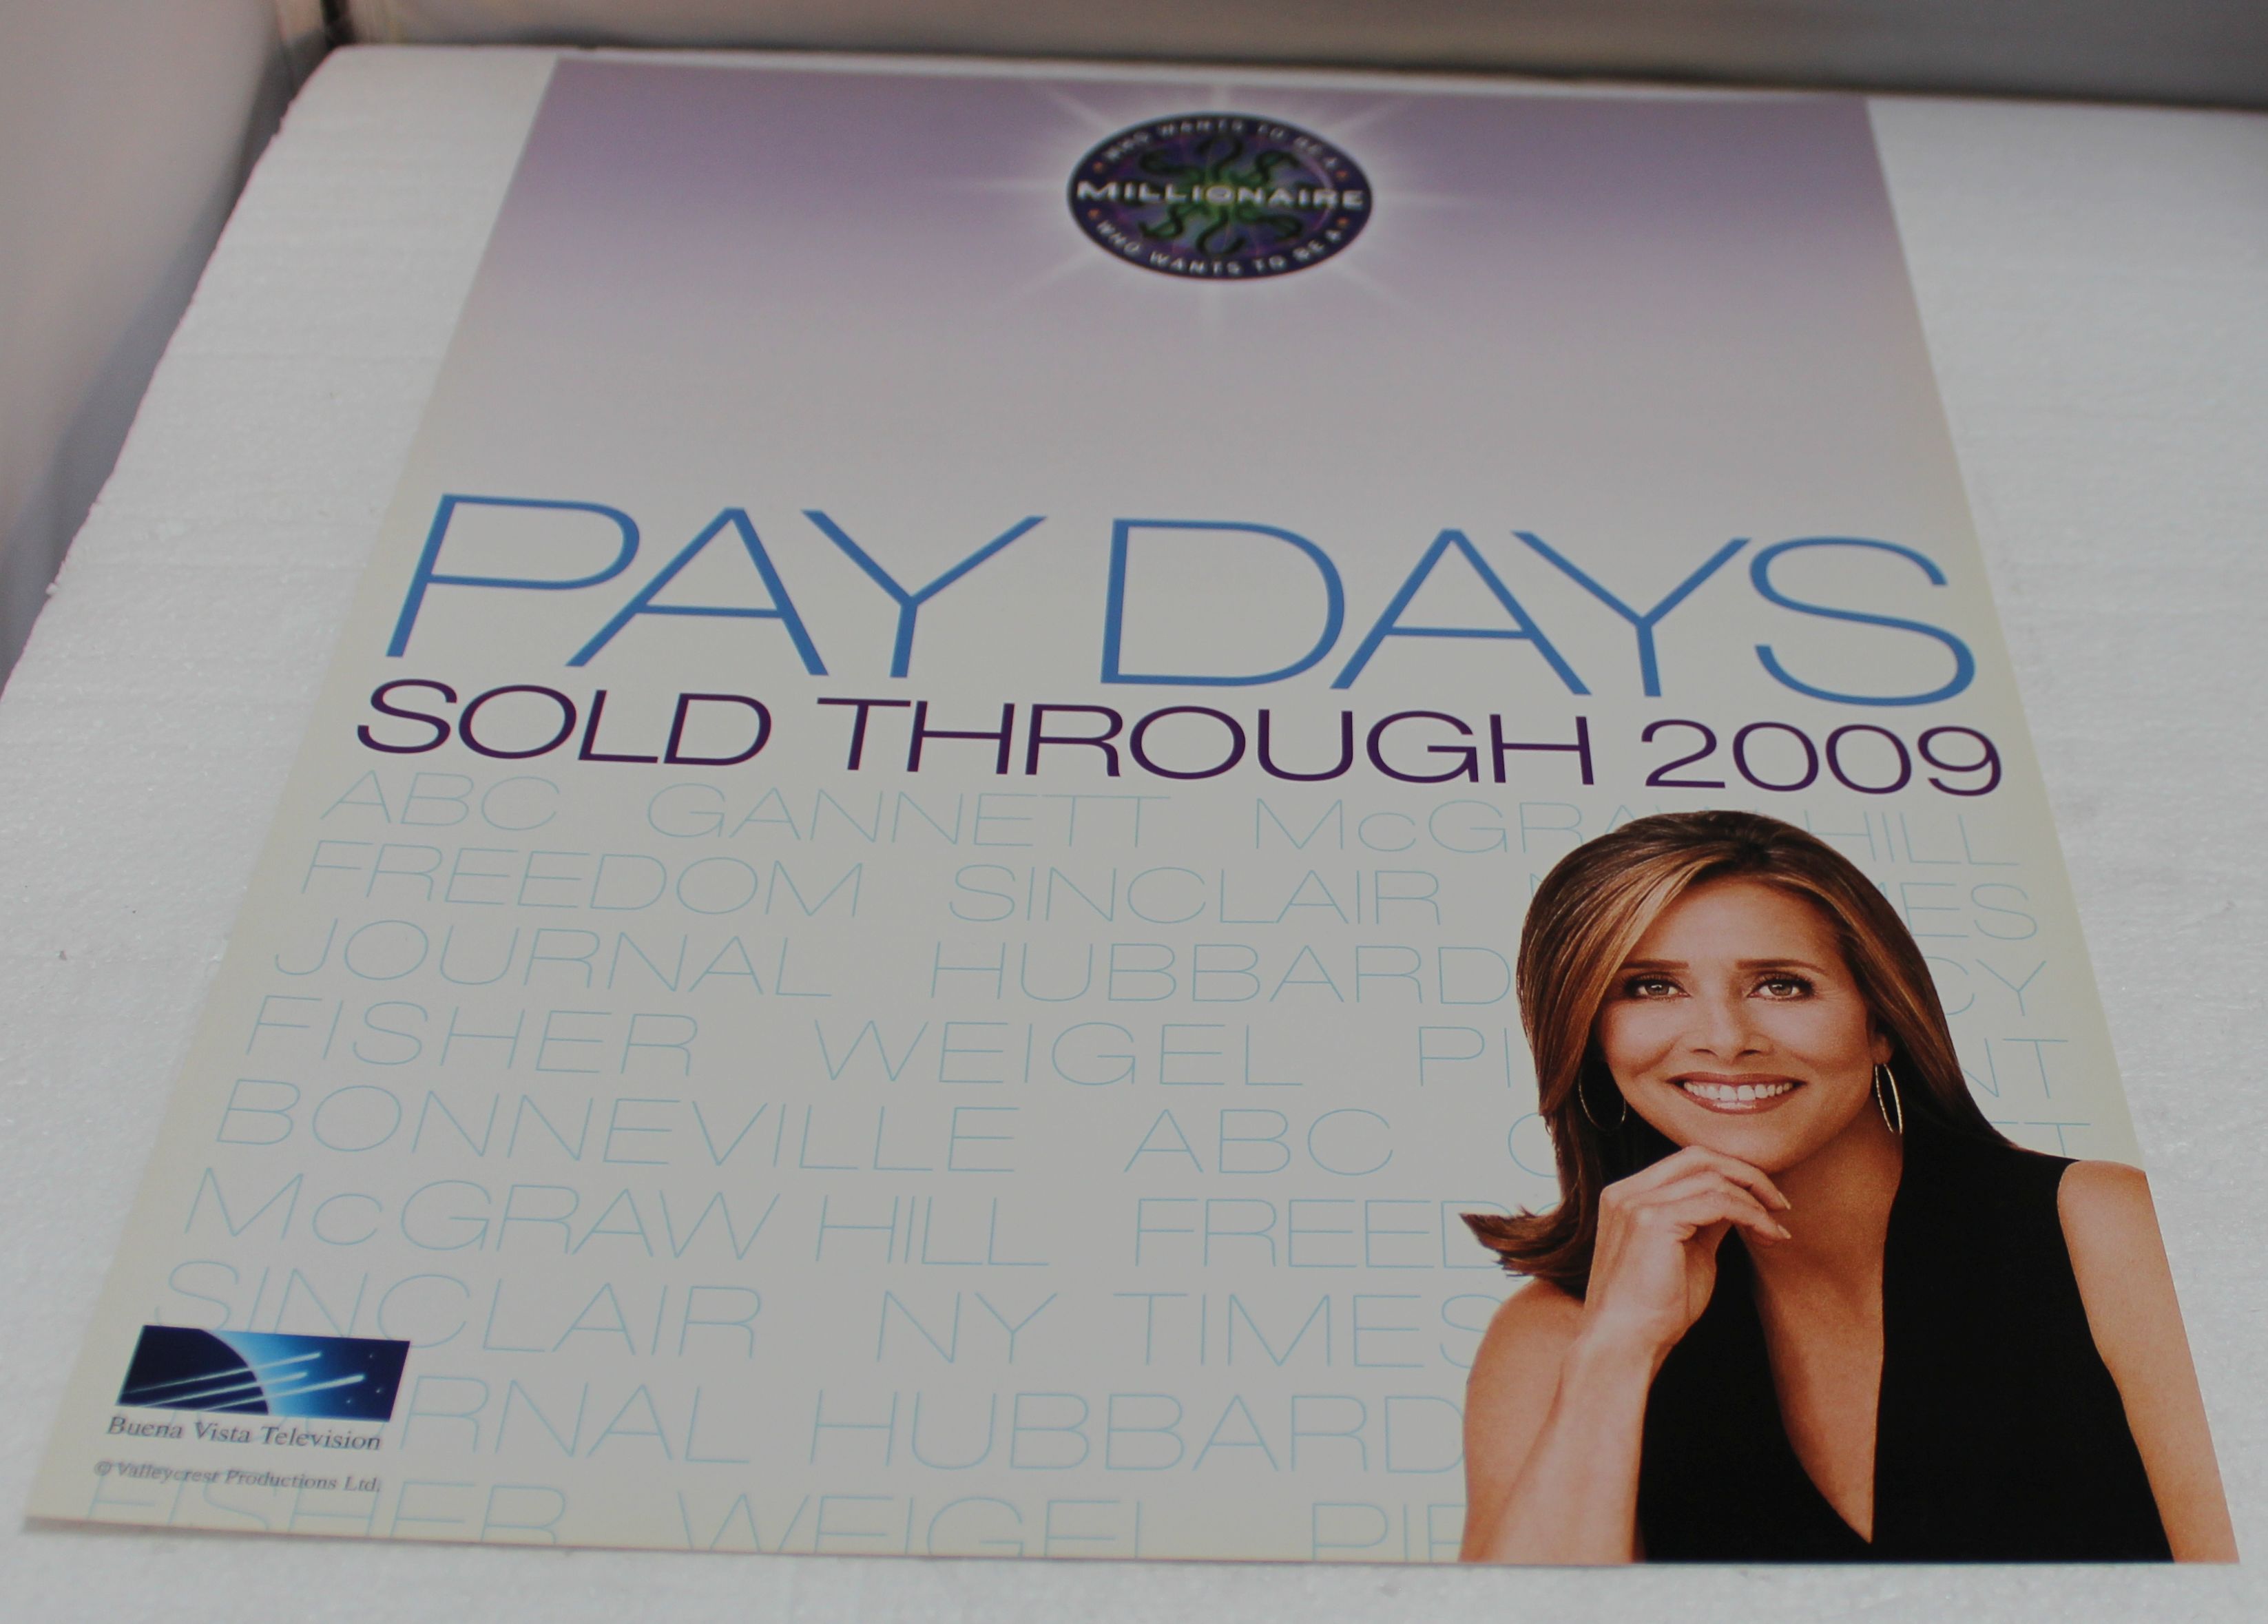 WHO WANTS TO BE A
MILLIONAIRE
WHO WANTS TO BE A
PAY DAYS
SOLD THROUGH 2009
ABC GANNETT McGRAW HILL
FREEDOM SINCLAIR
JOURNAL HUBBARD
FISHER WEIGEL
BONNEVILLE ABC
McGRAW HILL
SINCLAIR NY TIMES
HUBBARD
FISHER WEIGEL
Buena Vista Television
© Valleycrest Productions Ltd.